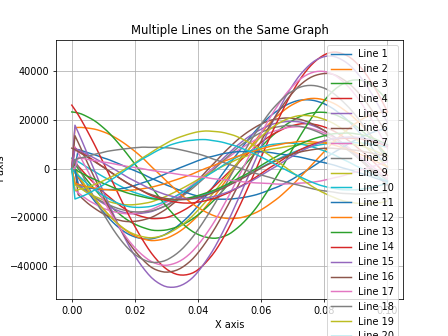 Multiple Lines on the Same Graph
40000
20000
0
−20000
−40000
0.00
0.02
0.04
0.06
X axis
Line 1
Line 2
Line 3
Line 4
Line 5
Line 6
Line 7
Line 8
Line 9
Line 10
Line 11
Line 12
Line 13
Line 14
Line 15
Line 16
Line 17
Line 18
Line 19
Line 20